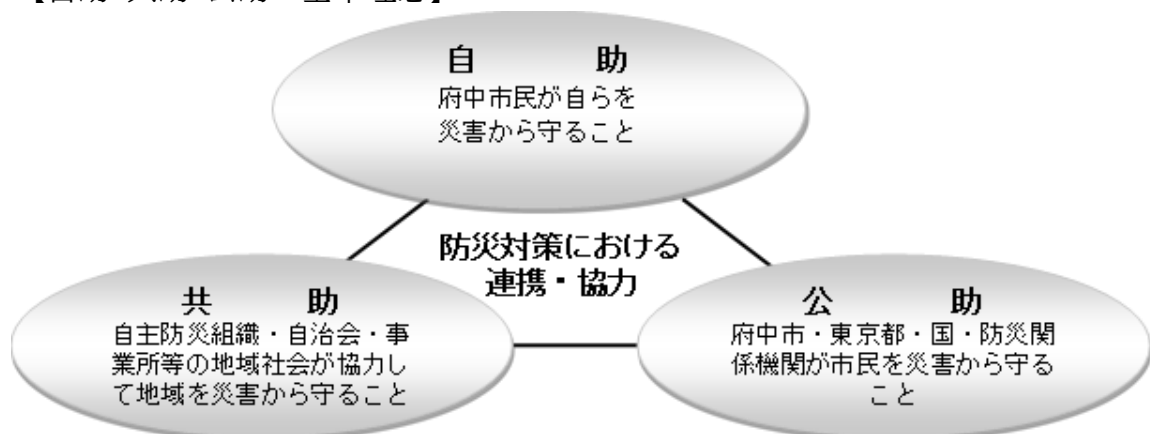 自　　助
府中市民が自らを
災害から守ること
防災対策における
連携・協力
共　　助
自主防災組織・自治会・事
業所等の地域社会が協力し
て地域を災害から守ること
公　　助
府中市・東京都・国・防災関
係機関が市民を災害から守る
こと